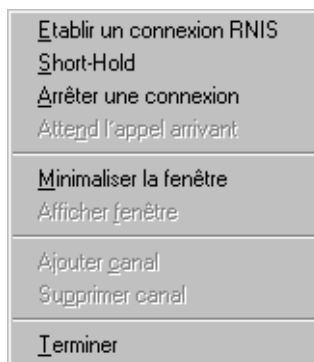 Etablir un connexion RNIS
Short-Hold
Arrêter une connexion
Attend l'appel arrivant
Minimaliser la fenêtre
Afficher fenêtre
Ajouter canal
Supprimer canal
Terminer